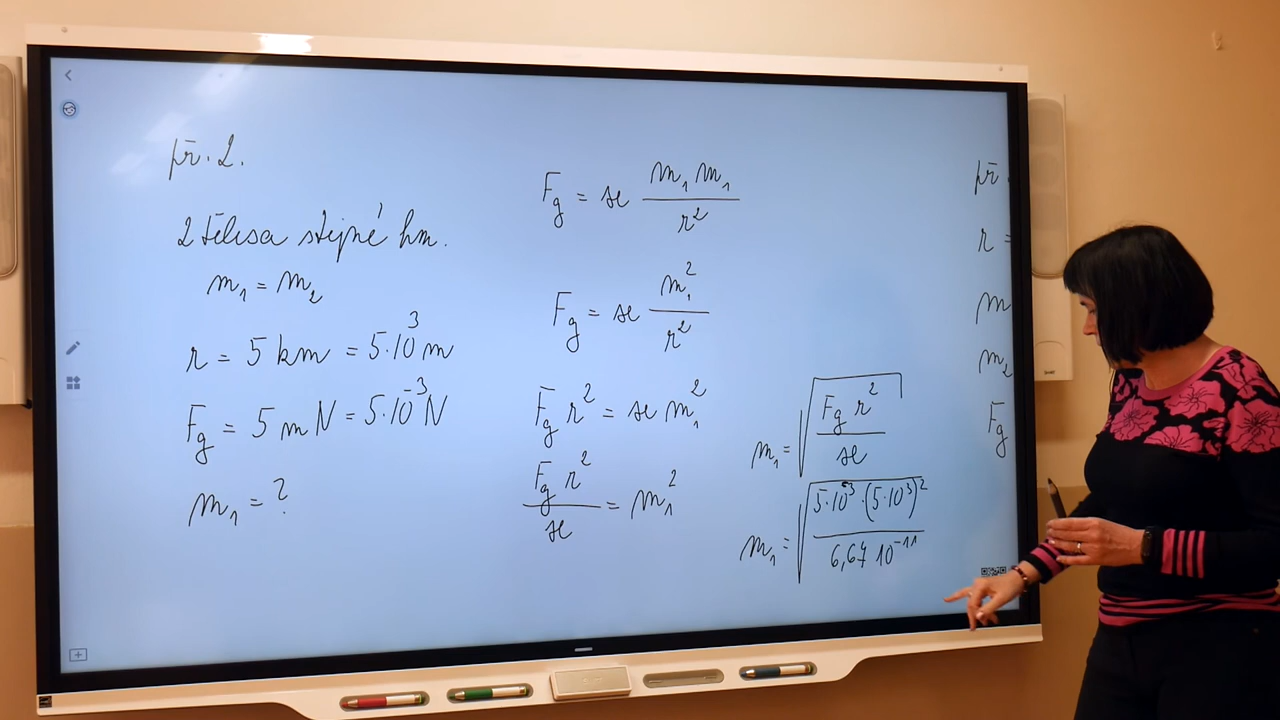 př. 2.
2 tělesa stejné hm.
m₁ = m₂
r = 5 km = 5·10³ m
F_g = 5 mN = 5·10⁻³ N
m₁ = ?
F_g = ϰ (m₁ m₁)/r²
F_g = ϰ m₁²/r²
F_g r² = ϰ m₁²
(F_g r²)/ϰ = m₁²
m₁ = √((F_g r²)/ϰ)
m₁ = √((5·10⁻³·(5·10³)²)/(6,67 10⁻¹¹))
př.
r =
m
m₂
F_g